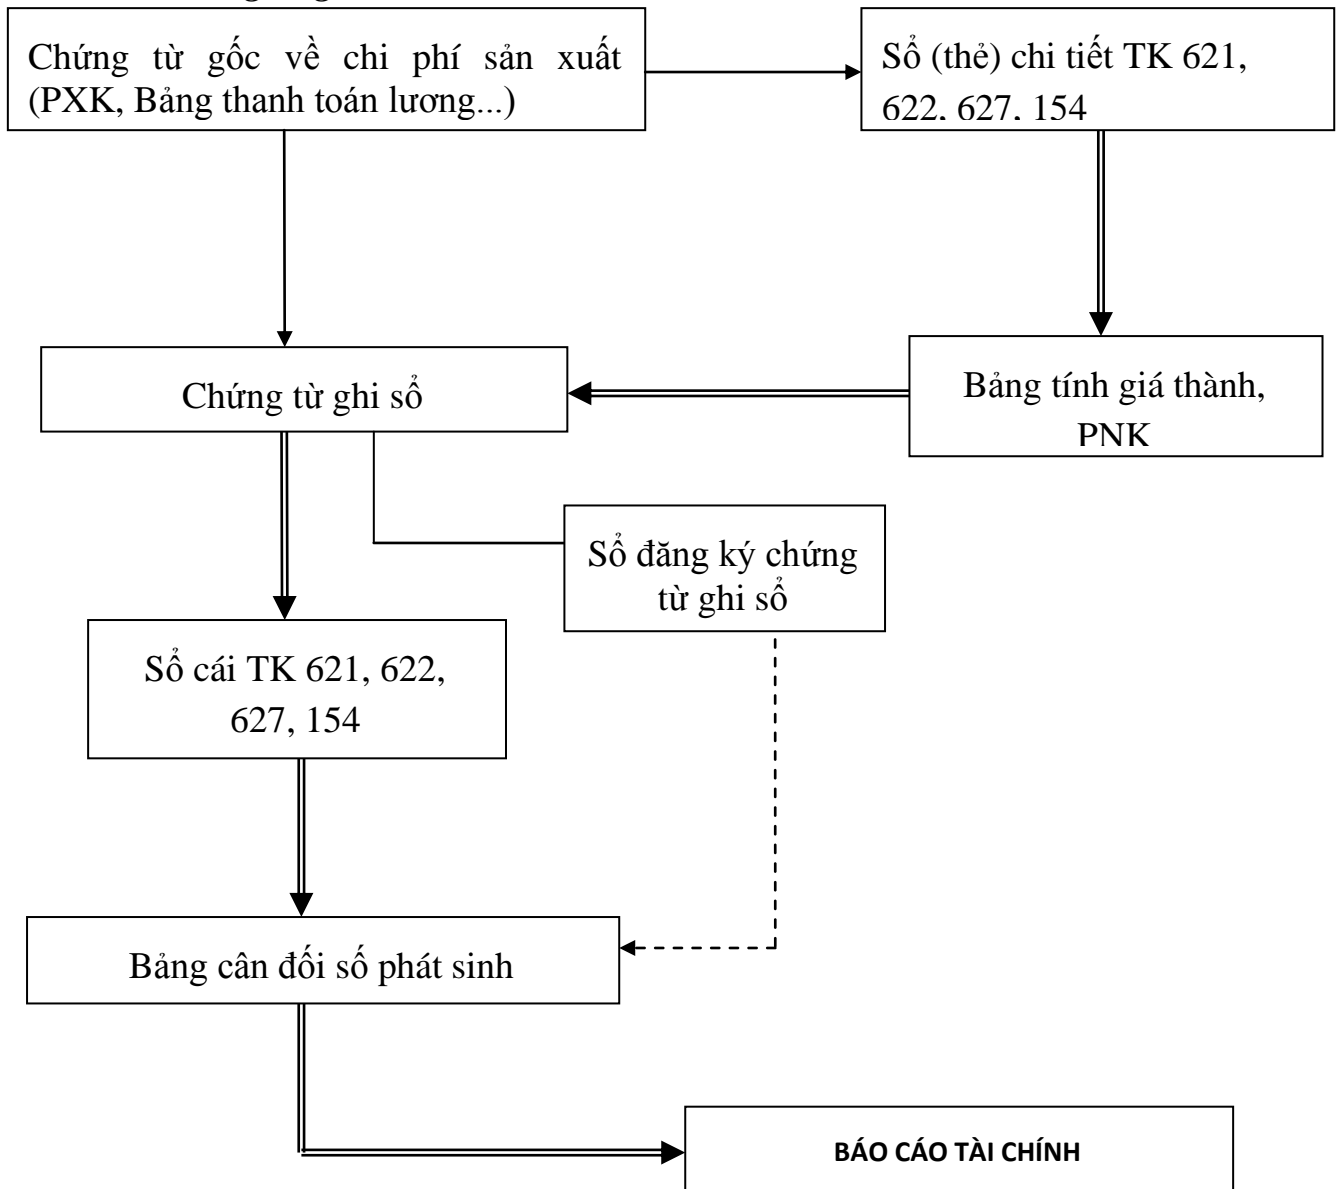 Chứng từ gốc về chi phí sản xuất
(PXK, Bảng thanh toán lương...)
Sổ (thẻ) chi tiết TK 621,
622, 627, 154
Chứng từ ghi sổ
Bảng tính giá thành,
PNK
Sổ đăng ký chứng
từ ghi sổ
Sổ cái TK 621, 622,
627, 154
Bảng cân đối số phát sinh
BÁO CÁO TÀI CHÍNH